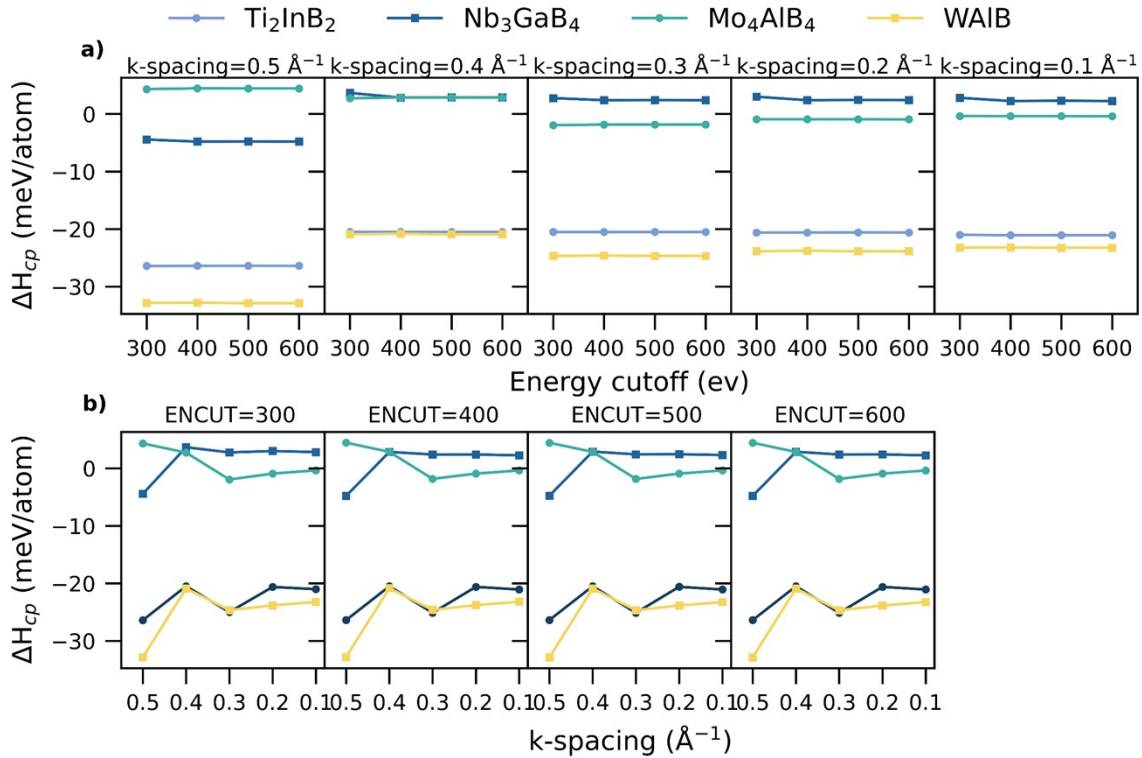 Ti₂InB₂ Nb₃GaB₄ Mo₄AlB₄ WAlB
a)
k-spacing=0.5 Å⁻¹ k-spacing=0.4 Å⁻¹ k-spacing=0.3 Å⁻¹ k-spacing=0.2 Å⁻¹ k-spacing=0.1 Å⁻¹
ΔH_cp (meV/atom)
0
−10
−20
−30
300 400 500 600 300 400 500 600 300 400 500 600 300 400 500 600 300 400 500 600
Energy cutoff (ev)
b)
ENCUT=300 ENCUT=400 ENCUT=500 ENCUT=600
ΔH_cp (meV/atom)
0
−10
−20
−30
0.5 0.4 0.3 0.2 0.1 0.5 0.4 0.3 0.2 0.1 0.5 0.4 0.3 0.2 0.1 0.5 0.4 0.3 0.2 0.1
k-spacing (Å⁻¹)